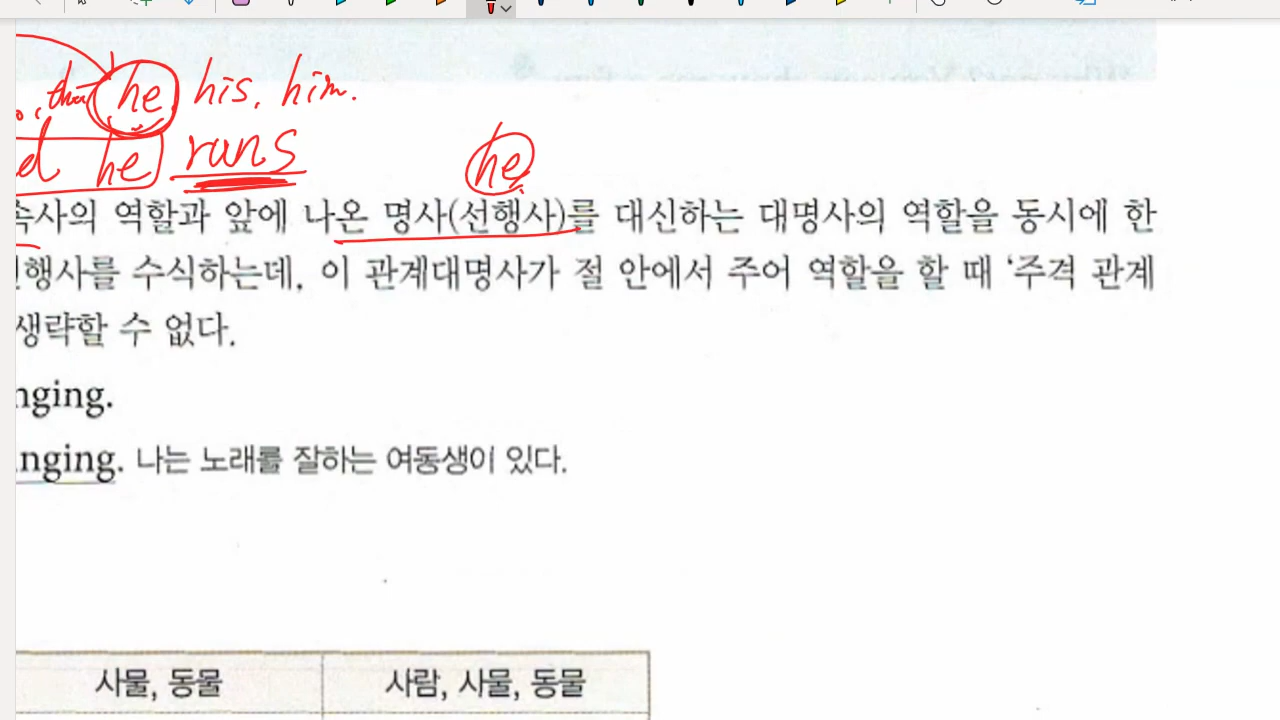 that he his, him.
he runs
he
속사의 역할과 앞에 나온 명사(선행사)를 대신하는 대명사의 역할을 동시에 한
행사를 수식하는데, 이 관계대명사가 절 안에서 주어 역할을 할 때 ‘주격 관계
생략할 수 없다.
nging.
nging. 나는 노래를 잘하는 여동생이 있다.
사물, 동물
사람, 사물, 동물